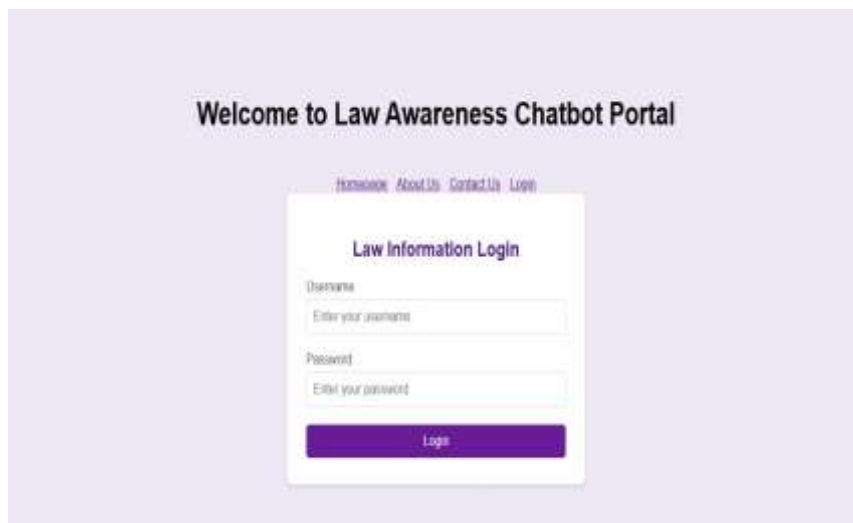 Welcome to Law Awareness Chatbot Portal
Homepage About Us Contact Us Login
Law Information Login
Username
Enter your username
Password
Enter your password
Login